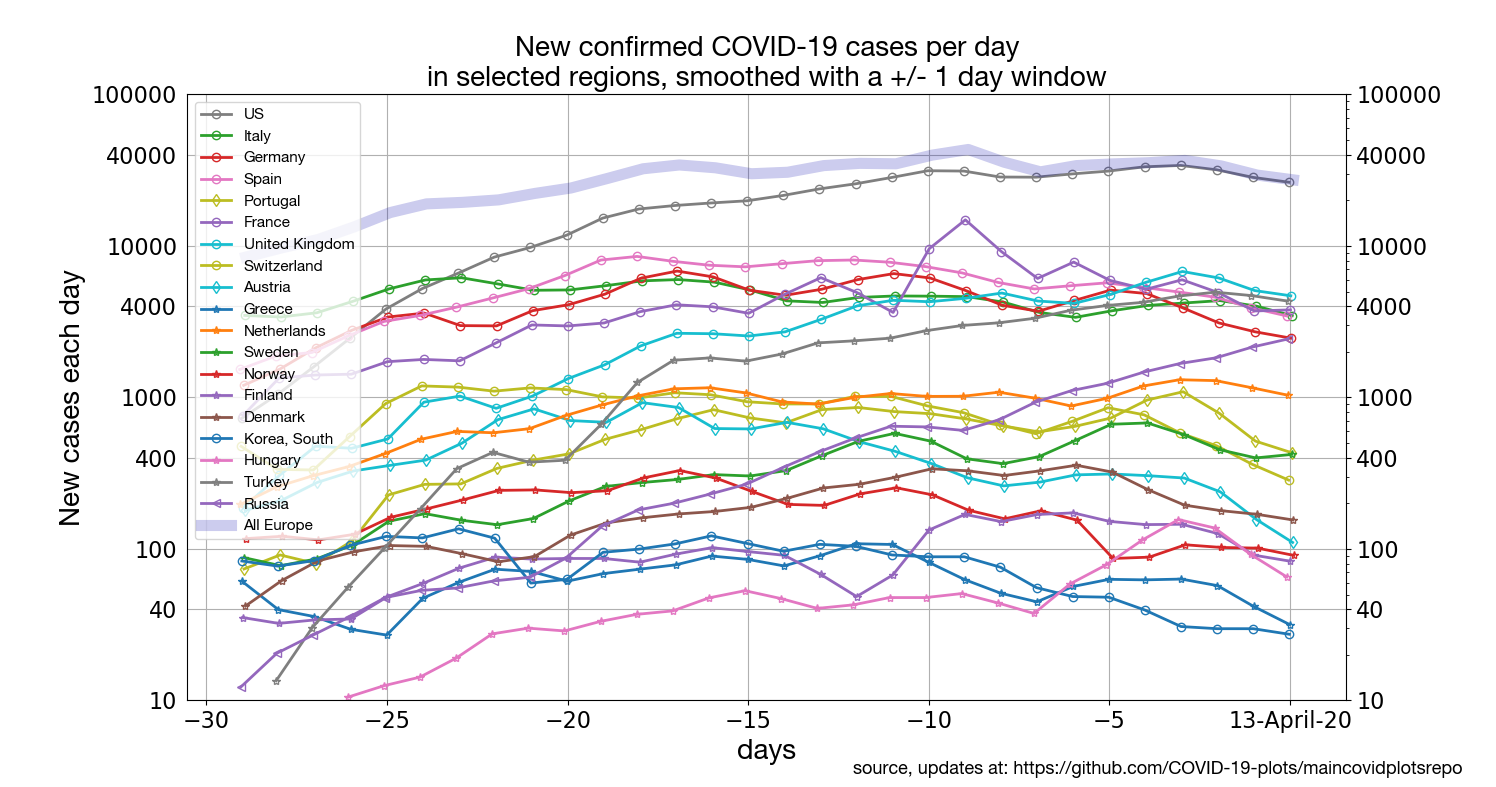 New confirmed COVID-19 cases per day
in selected regions, smoothed with a +/- 1 day window
New cases each day
100000
40000
10000
4000
1000
400
100
40
10
US
Italy
Germany
Spain
Portugal
France
United Kingdom
Switzerland
Austria
Greece
Netherlands
Sweden
Norway
Finland
Denmark
Korea, South
Hungary
Turkey
Russia
All Europe
100000
40000
10000
4000
1000
400
100
40
10
−30 −25 −20 −15 −10 −5 13-April-20
days
source, updates at: https://github.com/COVID-19-plots/maincovidplotsrepo